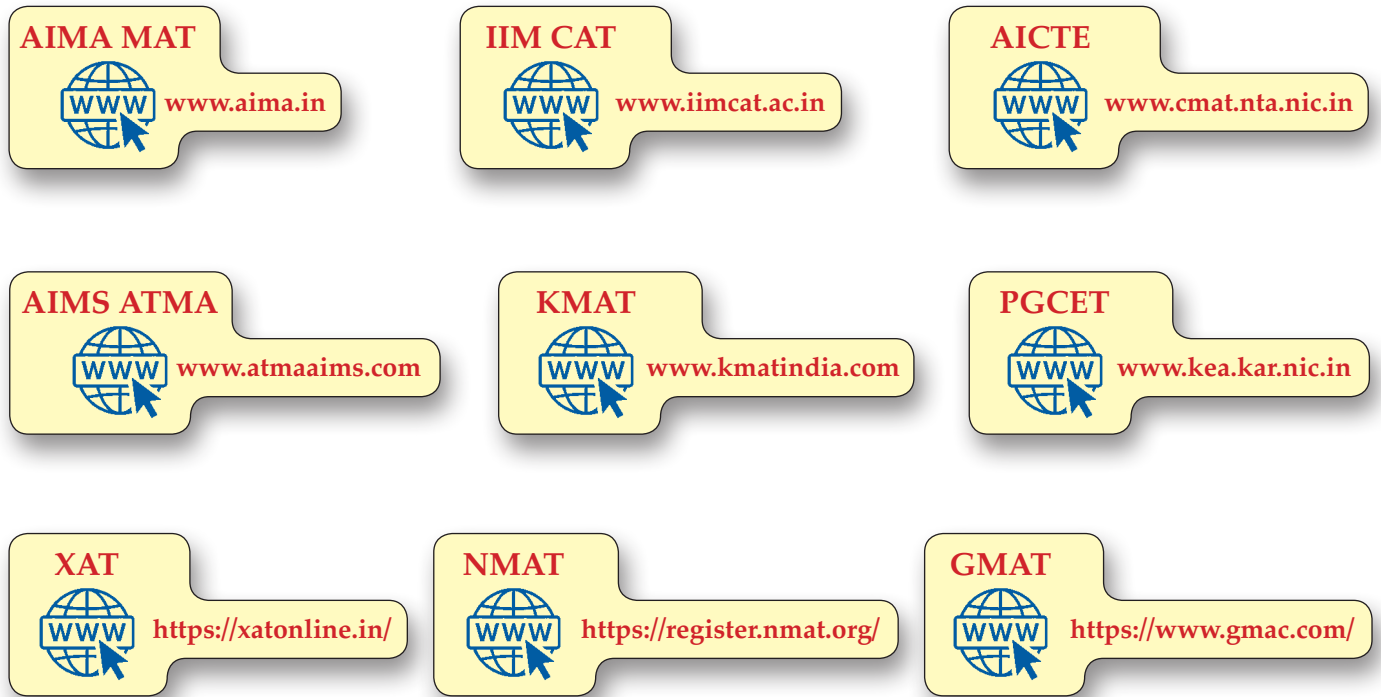 AIMA MAT
WWW www.aima.in
IIM CAT
WWW www.iimcat.ac.in
AICTE
WWW www.cmat.nta.nic.in
AIMS ATMA
WWW www.atmaaims.com
KMAT
WWW www.kmatindia.com
PGCET
WWW www.kea.kar.nic.in
XAT
WWW https://xatonline.in/
NMAT
WWW https://register.nmat.org/
GMAT
WWW https://www.gmac.com/